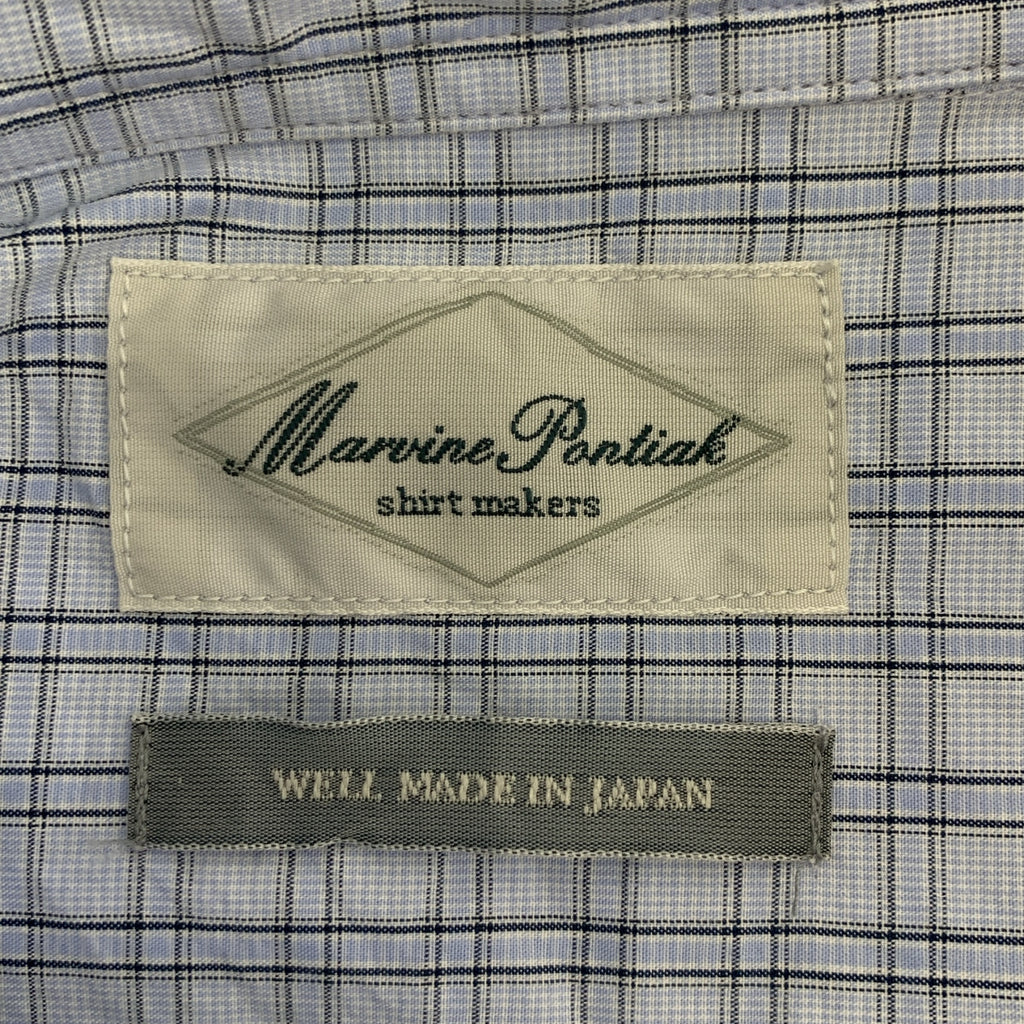 Marvine Pontiak
shirt makers
WELL MADE IN JAPAN